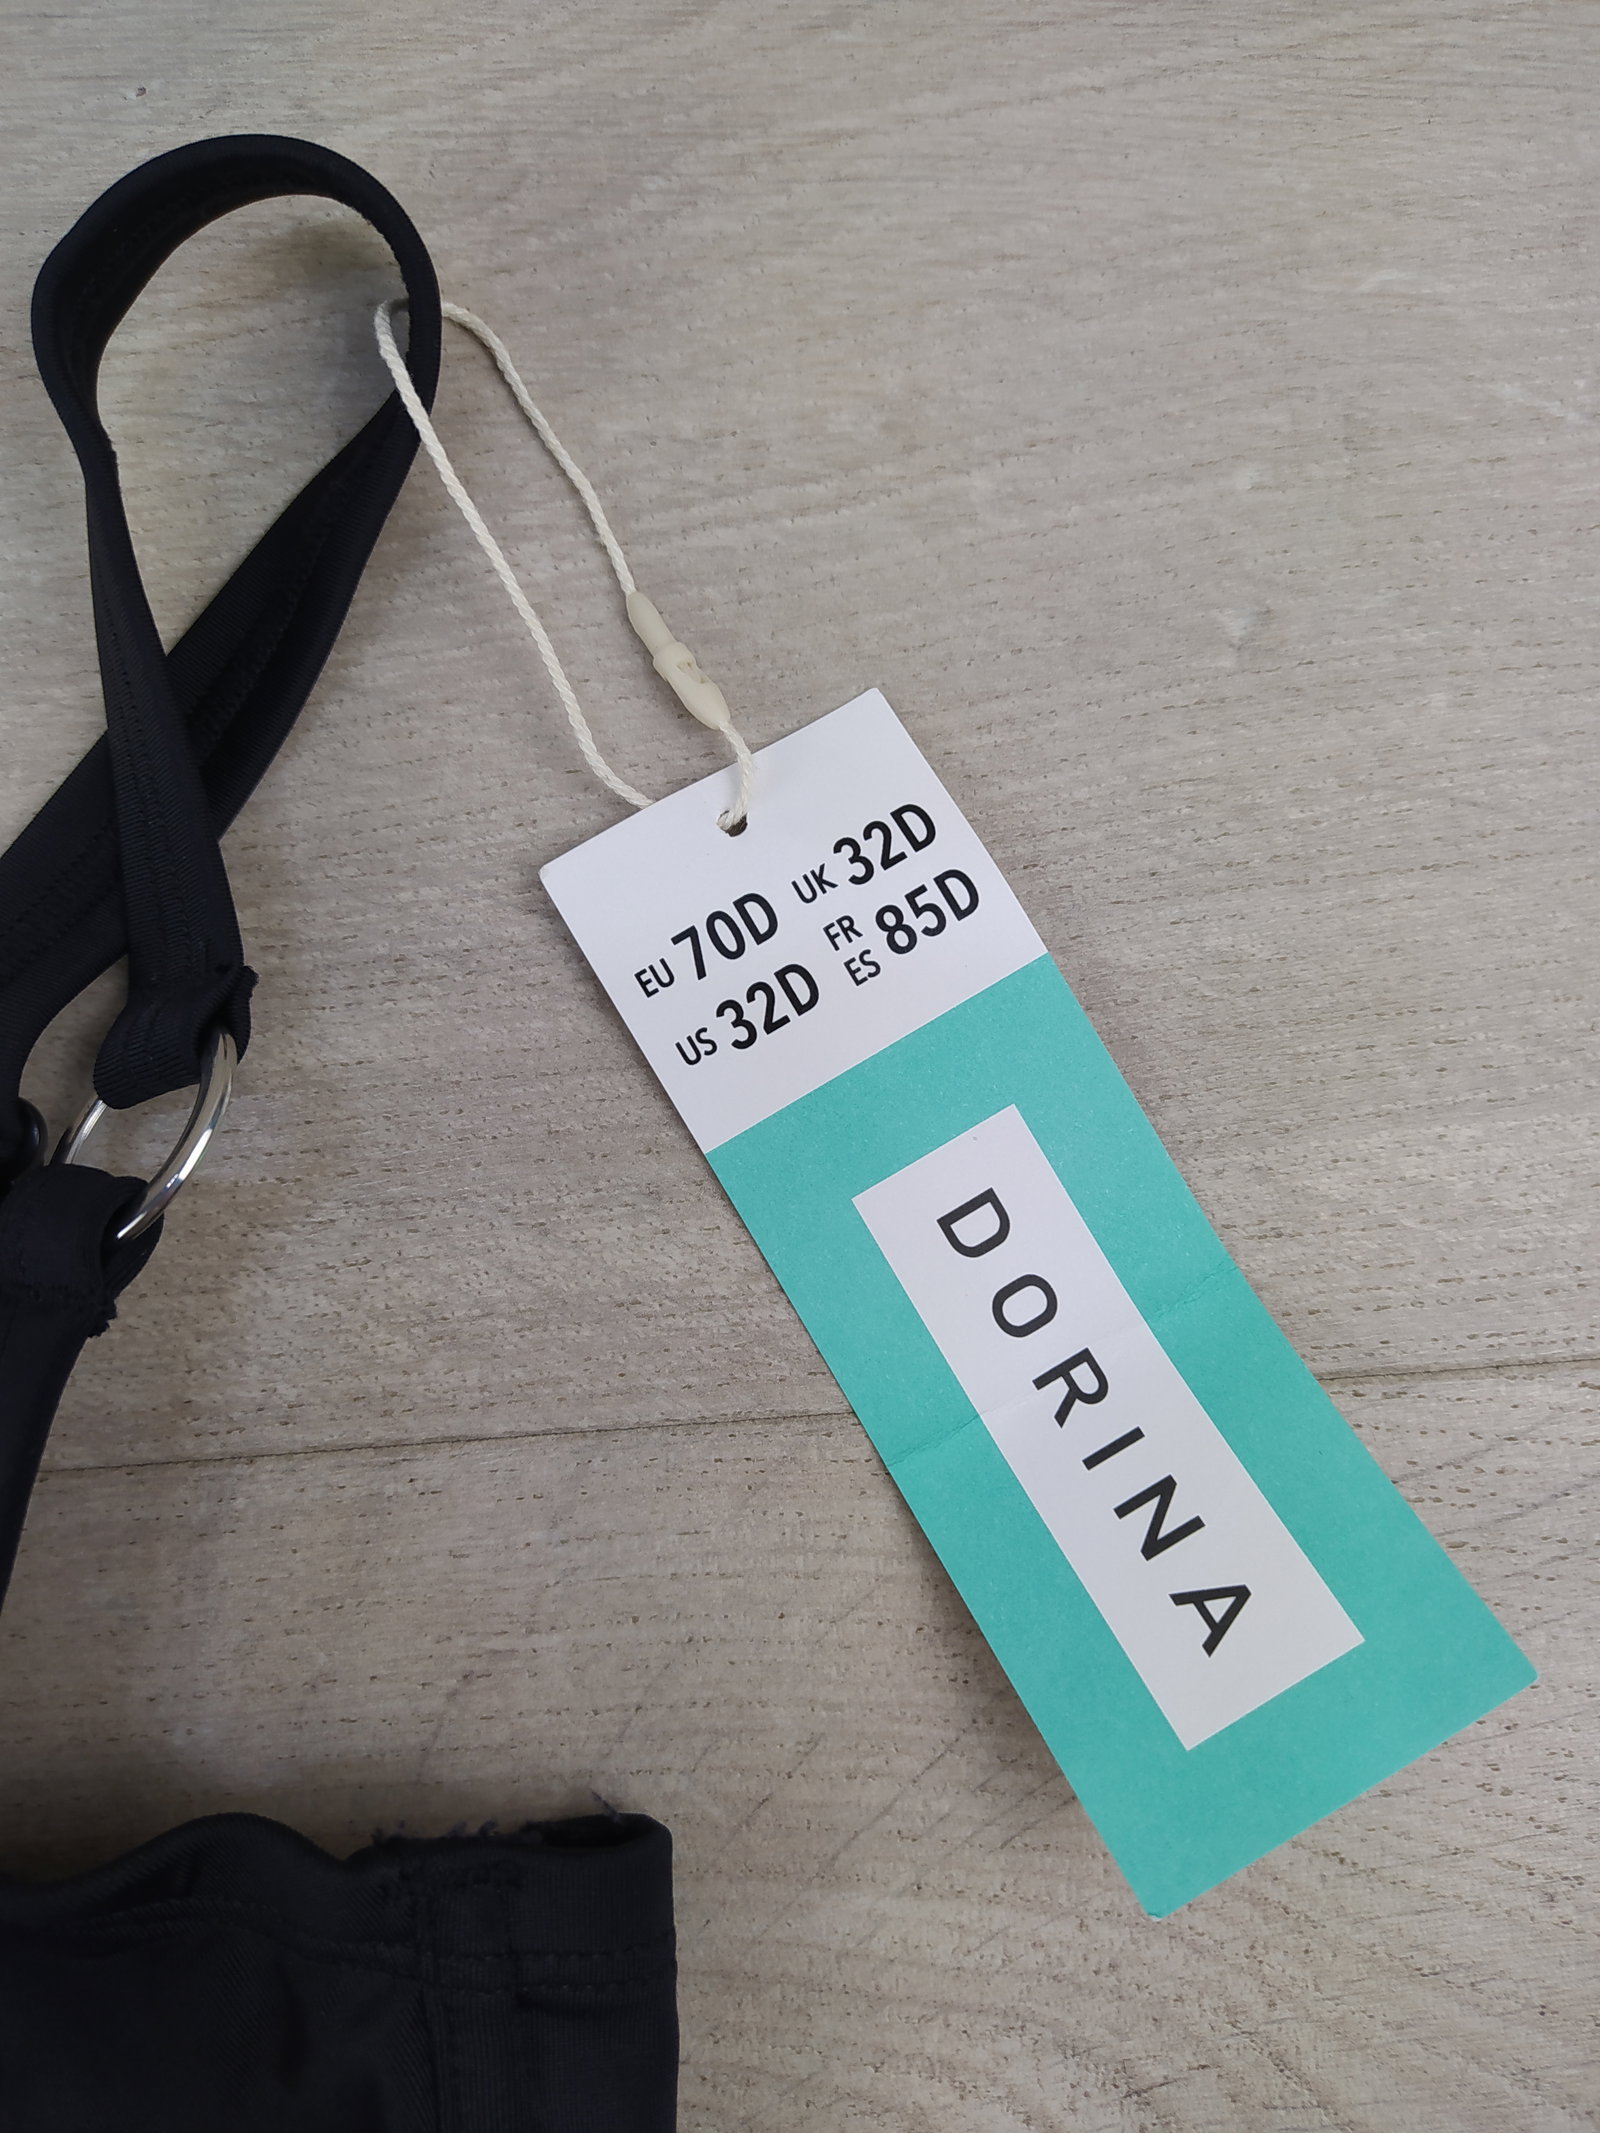 EU 70D UK 32D
US 32D FR ES 85D
DORINA